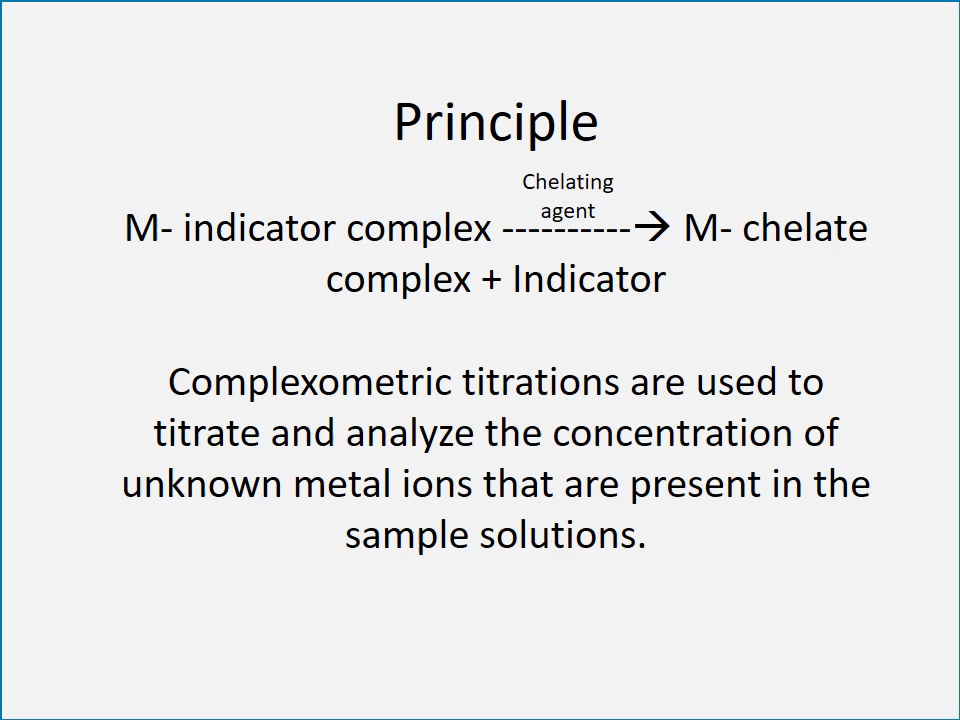 Principle
Chelating
agent
M- indicator complex ----------→ M- chelate
complex + Indicator
Complexometric titrations are used to
titrate and analyze the concentration of
unknown metal ions that are present in the
sample solutions.